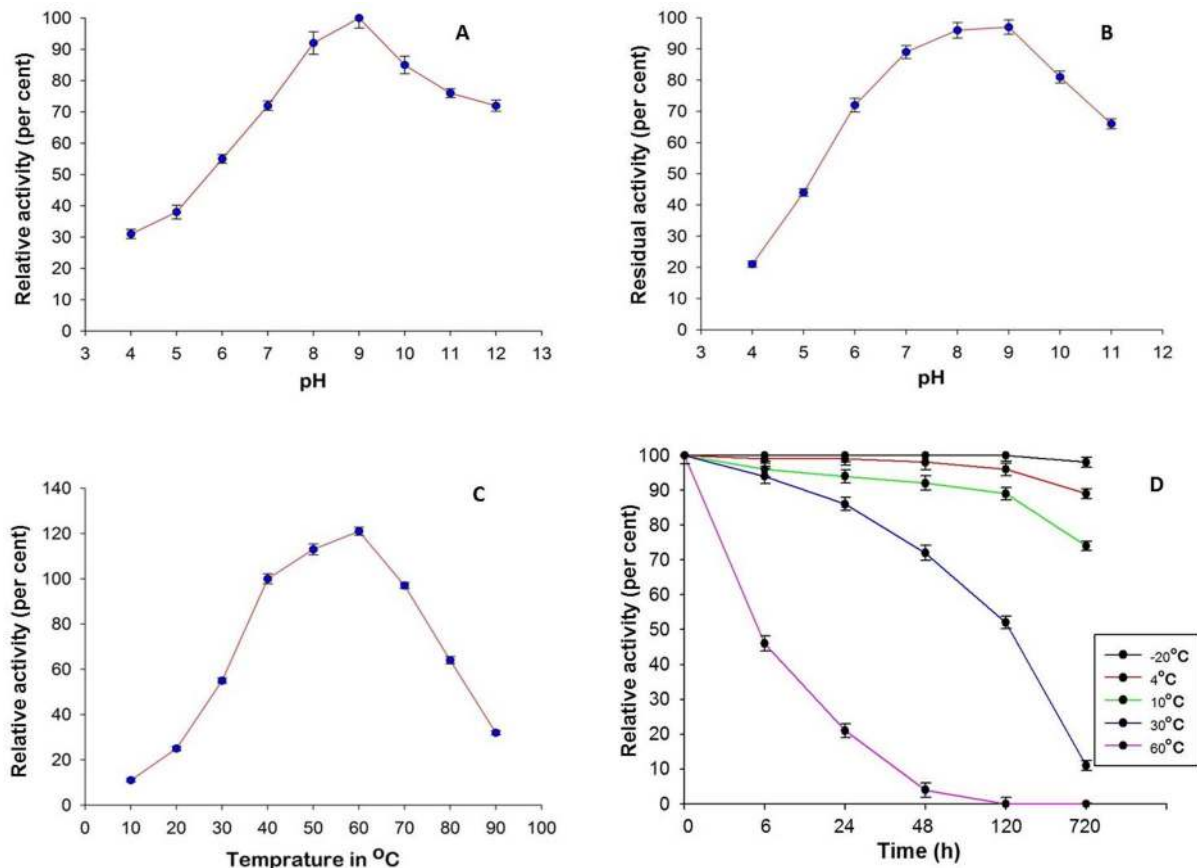 A
Relative activity (per cent)
100
90
80
70
60
50
40
30
20
10
0
3 4 5 6 7 8 9 10 11 12 13
pH
B
Residual activity (per cent)
100
90
80
70
60
50
40
30
20
10
0
3 4 5 6 7 8 9 10 11 12
pH
C
Relative activity (per cent)
140
120
100
80
60
40
20
0
0 10 20 30 40 50 60 70 80 90 100
Temprature in °C
D
Relative activity (per cent)
100
90
80
70
60
50
40
30
20
10
0
0 6 24 48 120 720
Time (h)
-20°C
4°C
10°C
30°C
60°C